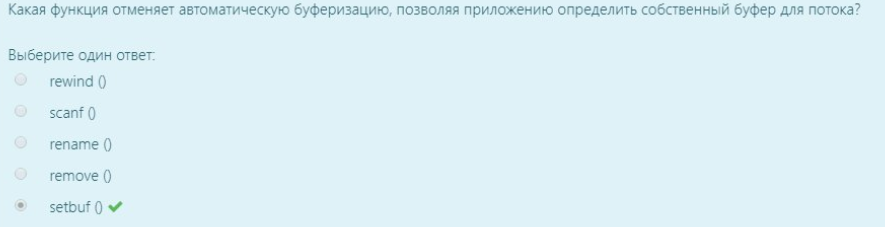 Какая функция отменяет автоматическую буферизацию, позволяя приложению определить собственный буфер для потока?
Выберите один ответ:
rewind ()
scanf ()
rename ()
remove ()
setbuf ()